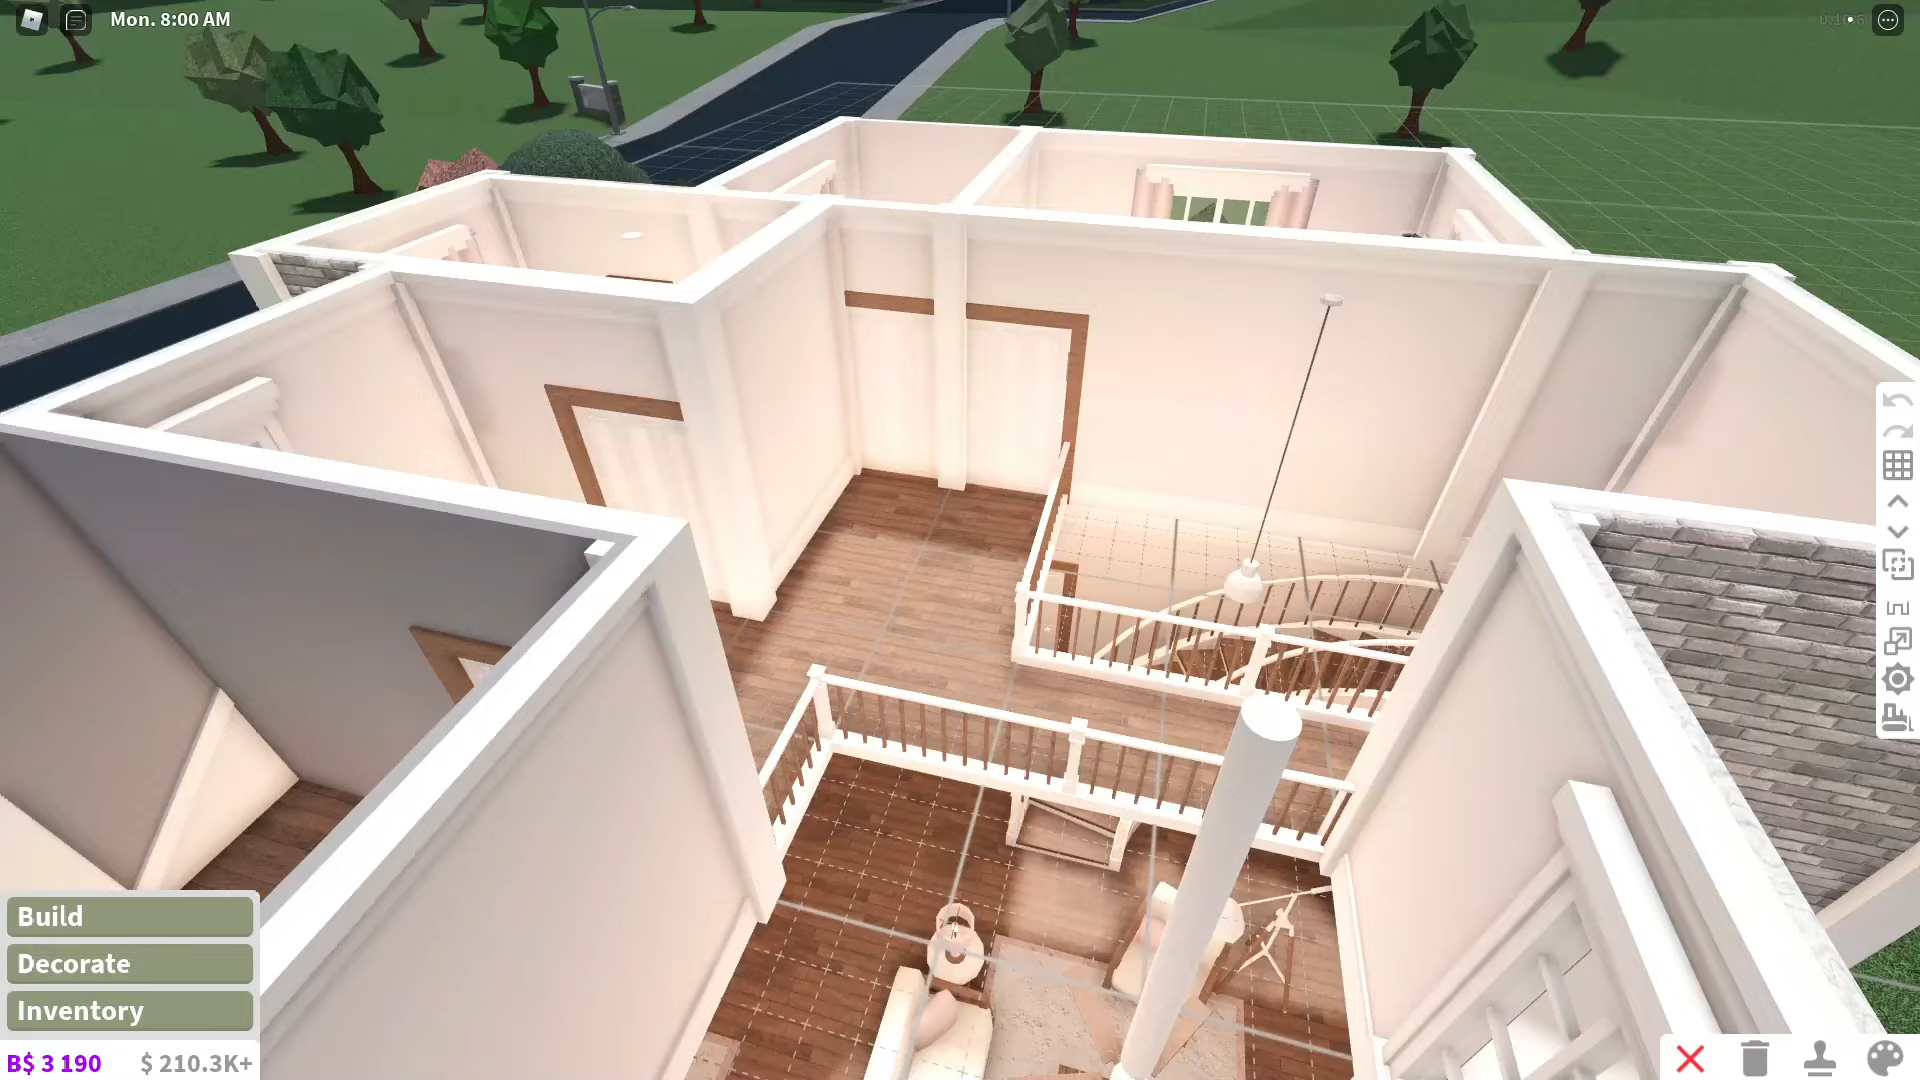 Mon. 8:00 AM
Build
Decorate
Inventory
B$ 3 190
$ 210.3K+